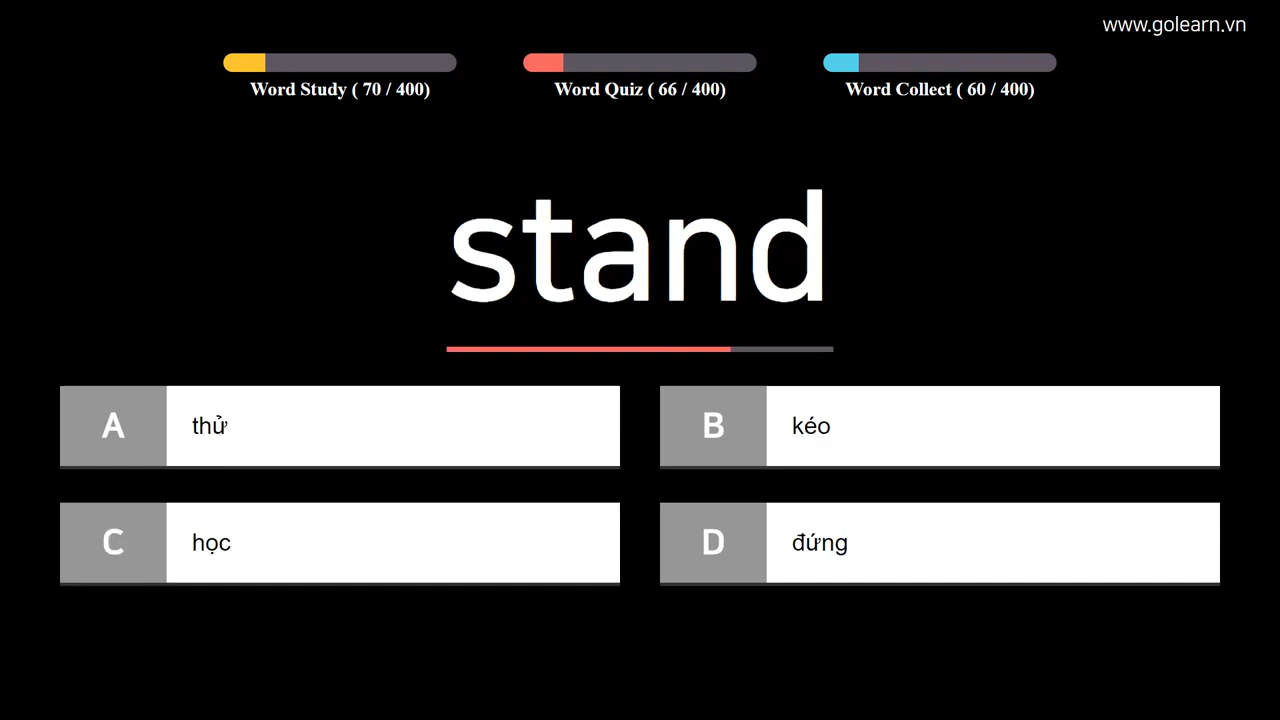 www.golearn.vn
Word Study ( 70 / 400)
Word Quiz ( 66 / 400)
Word Collect ( 60 / 400)
stand
A thử
B kéo
C học
D đứng